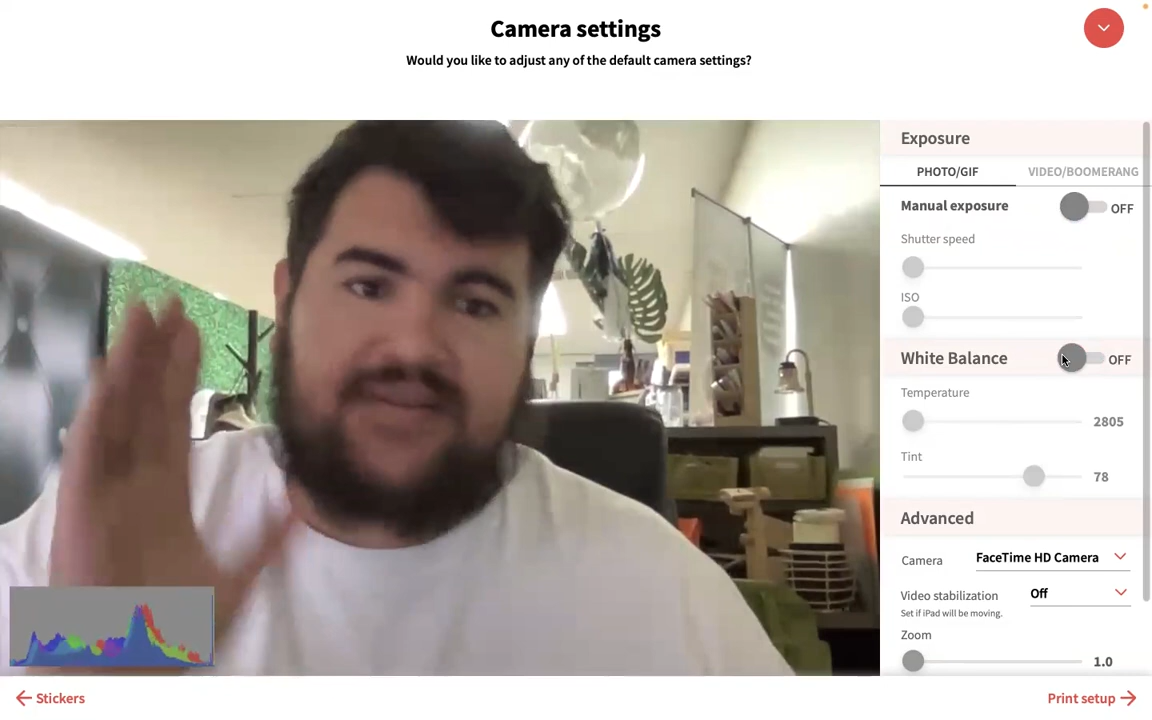 Camera settings
Would you like to adjust any of the default camera settings?
Exposure
PHOTO/GIF VIDEO/BOOMERANG
Manual exposure OFF
Shutter speed
ISO
White Balance OFF
Temperature
2805
Tint
78
Advanced
Camera FaceTime HD Camera
Video stabilization Off
Set if iPad will be moving.
Zoom
1.0
Stickers Print setup